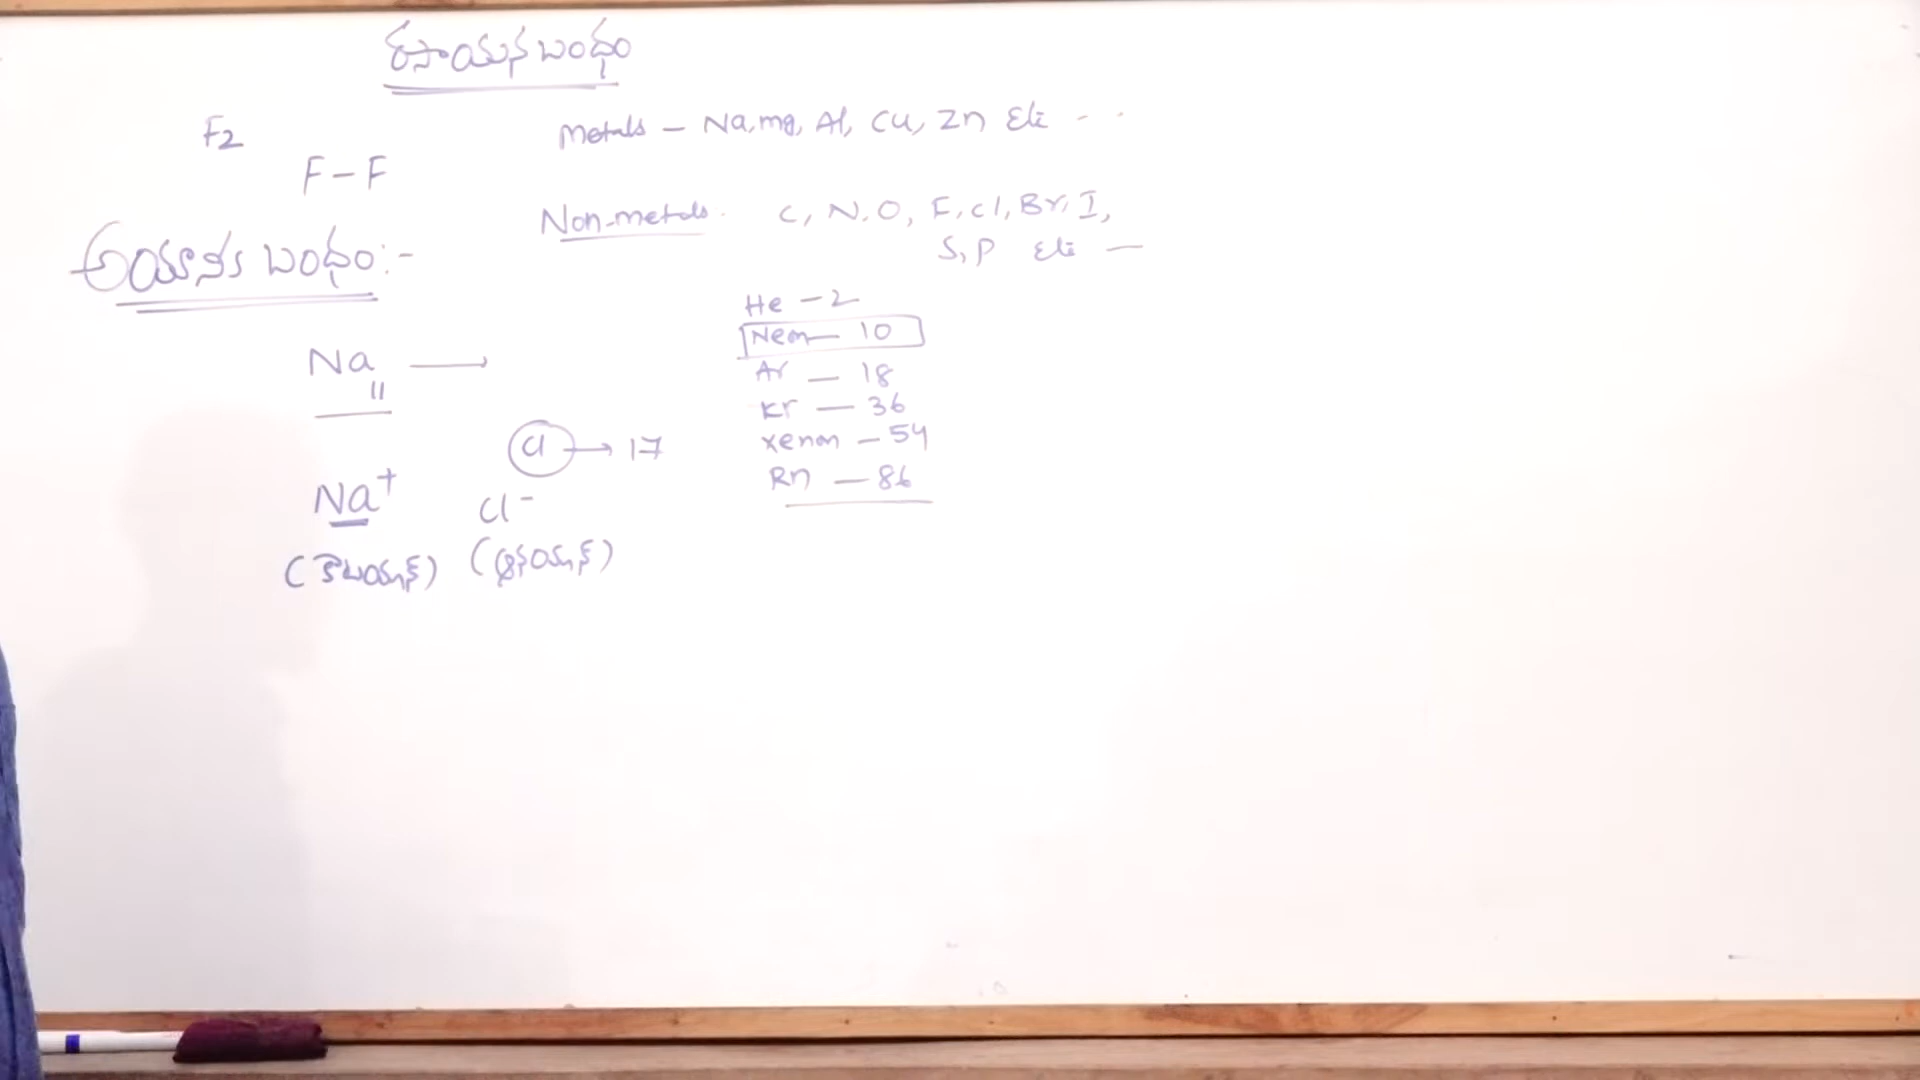 రసాయన బంధం
F2
F-F
Metals - Na, mg, Al, Cu, Zn Etc - -
Non-metals. C, N, O, F, Cl, Br, I,
S, P Etc -
అయానిక బంధం:-
He - 2
Neon - 10
Ar - 18
Kr - 36
Xenon - 54
Rn - 86
Na →
11
Cl → 17
Na+ Cl-
(కాటయాన్) (ఆనయాన్)